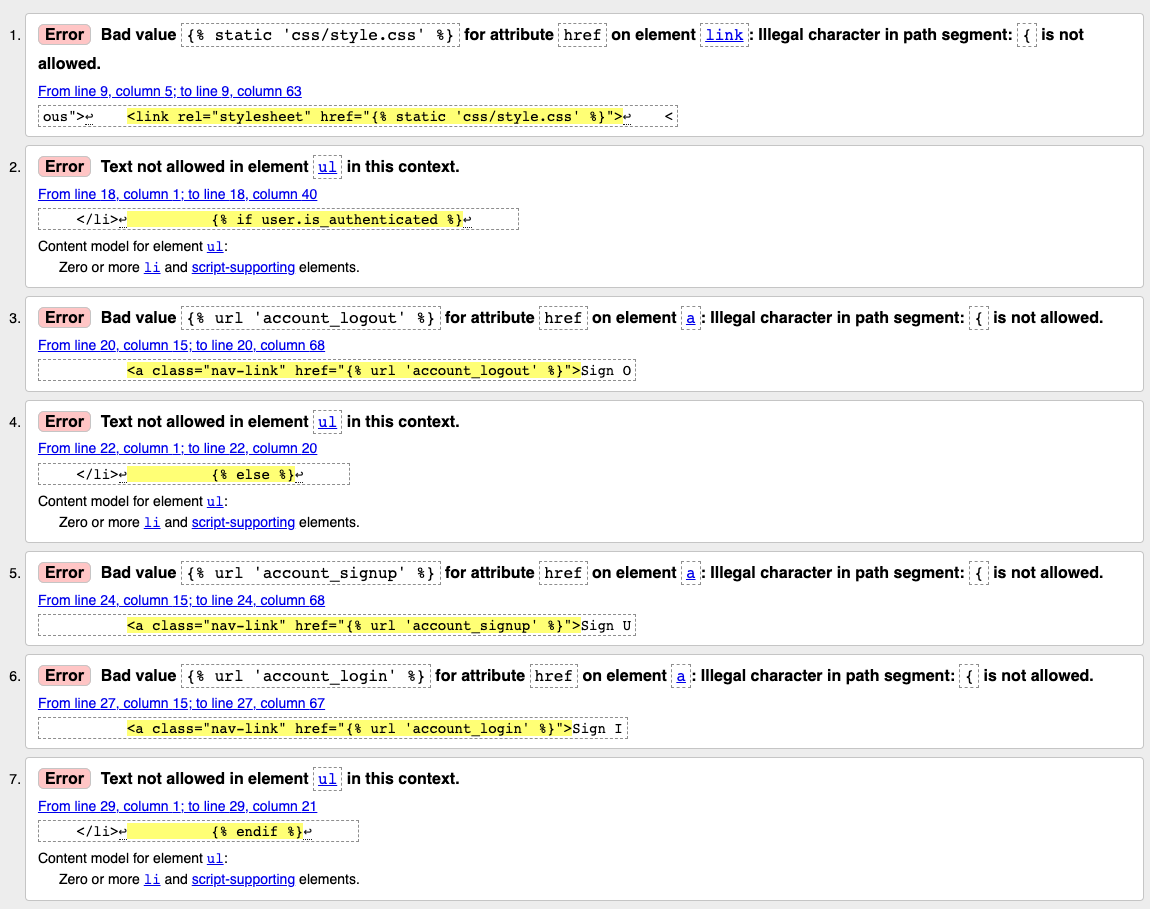 1. Error Bad value {% static 'css/style.css' %} for attribute href on element link: Illegal character in path segment: { is not
allowed.
From line 9, column 5; to line 9, column 63
ous">↩    <link rel="stylesheet" href="{% static 'css/style.css' %}">↩    <
2. Error Text not allowed in element ul in this context.
From line 18, column 1; to line 18, column 40
</li>↩          {% if user.is_authenticated %}↩
Content model for element ul:
Zero or more li and script-supporting elements.
3. Error Bad value {% url 'account_logout' %} for attribute href on element a: Illegal character in path segment: { is not allowed.
From line 20, column 15; to line 20, column 68
<a class="nav-link" href="{% url 'account_logout' %}">Sign O
4. Error Text not allowed in element ul in this context.
From line 22, column 1; to line 22, column 20
</li>↩          {% else %}↩
Content model for element ul:
Zero or more li and script-supporting elements.
5. Error Bad value {% url 'account_signup' %} for attribute href on element a: Illegal character in path segment: { is not allowed.
From line 24, column 15; to line 24, column 68
<a class="nav-link" href="{% url 'account_signup' %}">Sign U
6. Error Bad value {% url 'account_login' %} for attribute href on element a: Illegal character in path segment: { is not allowed.
From line 27, column 15; to line 27, column 67
<a class="nav-link" href="{% url 'account_login' %}">Sign I
7. Error Text not allowed in element ul in this context.
From line 29, column 1; to line 29, column 21
</li>↩          {% endif %}↩
Content model for element ul:
Zero or more li and script-supporting elements.